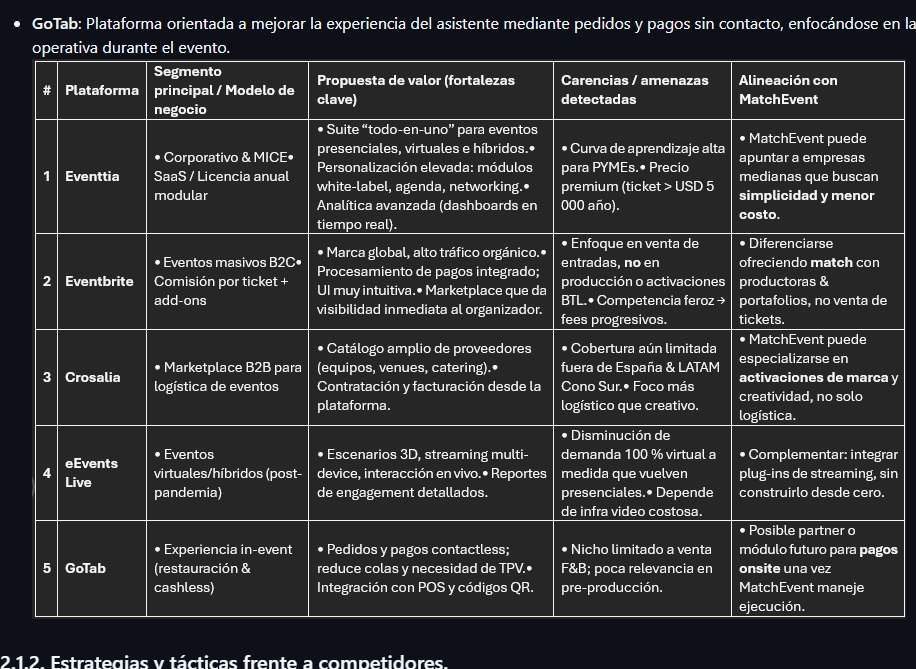 • GoTab: Plataforma orientada a mejorar la experiencia del asistente mediante pedidos y pagos sin contacto, enfocándose en la
operativa durante el evento.
# Plataforma
Segmento
principal / Modelo de
negocio
Propuesta de valor (fortalezas
clave)
Carencias / amenazas
detectadas
Alineación con
MatchEvent
1 Eventtia
• Corporativo & MICE•
SaaS / Licencia anual
modular
• Suite “todo-en-uno” para eventos
presenciales, virtuales e híbridos.•
Personalización elevada: módulos
white-label, agenda, networking.•
Analítica avanzada (dashboards en
tiempo real).
• Curva de aprendizaje alta
para PYMEs.• Precio
premium (ticket > USD 5
000 año).
• MatchEvent puede
apuntar a empresas
medianas que buscan
simplicidad y menor
costo.
2 Eventbrite
• Eventos masivos B2C•
Comisión por ticket +
add-ons
• Marca global, alto tráfico orgánico.•
Procesamiento de pagos integrado;
UI muy intuitiva.• Marketplace que da
visibilidad inmediata al organizador.
• Enfoque en venta de
entradas, no en
producción o activaciones
BTL.• Competencia feroz →
fees progresivos.
• Diferenciarse
ofreciendo match con
productoras &
portafolios, no venta de
tickets.
3 Crosalia
• Marketplace B2B para
logística de eventos
• Catálogo amplio de proveedores
(equipos, venues, catering).•
Contratación y facturación desde la
plataforma.
• Cobertura aún limitada
fuera de España & LATAM
Cono Sur.• Foco más
logístico que creativo.
• MatchEvent puede
especializarse en
activaciones de marca y
creatividad, no solo
logística.
4 eEvents
Live
• Eventos
virtuales/híbridos (post-
pandemia)
• Escenarios 3D, streaming multi-
device, interacción en vivo.• Reportes
de engagement detallados.
• Disminución de
demanda 100 % virtual a
medida que vuelven
presenciales.• Depende
de infra video costosa.
• Complementar: integrar
plug-ins de streaming, sin
construirlo desde cero.
5 GoTab
• Experiencia in-event
(restauración &
cashless)
• Pedidos y pagos contactless;
reduce colas y necesidad de TPV.•
Integración con POS y códigos QR.
• Nicho limitado a venta
F&B; poca relevancia en
pre-producción.
• Posible partner o
módulo futuro para pagos
onsite una vez
MatchEvent maneje
ejecución.
2.1.2. Estrategias y tácticas frente a competidores.